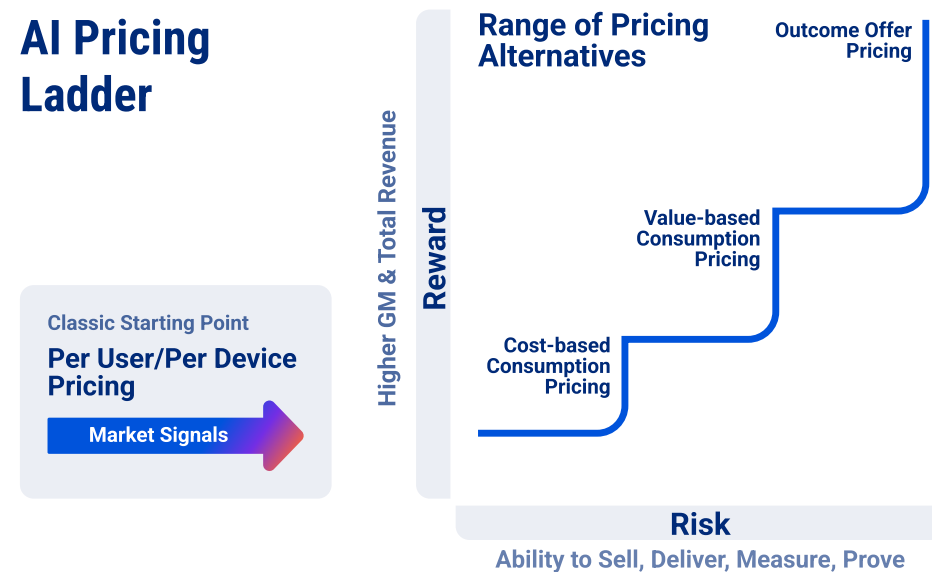 AI Pricing
Ladder
Classic Starting Point
Per User/Per Device
Pricing
Market Signals
Higher GM & Total Revenue
Reward
Range of Pricing
Alternatives
Outcome Offer
Pricing
Value-based
Consumption
Pricing
Cost-based
Consumption
Pricing
Risk
Ability to Sell, Deliver, Measure, Prove